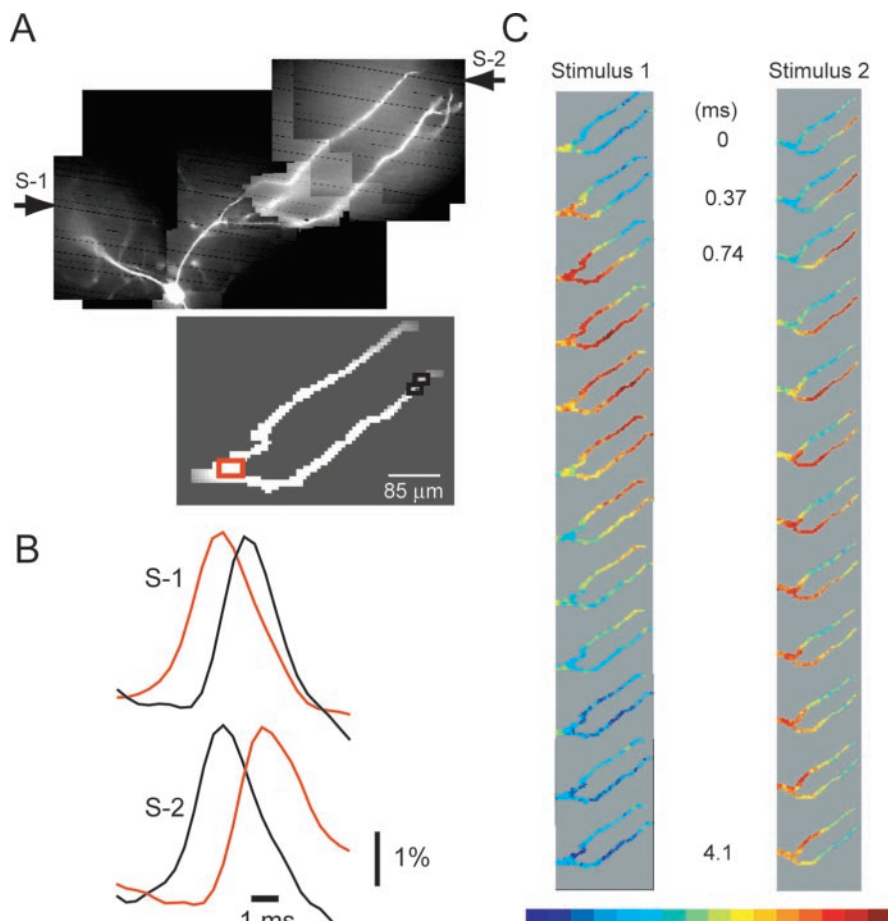 A
S-1
S-2
85 µm
B
S-1
S-2
1%
1 ms
C
Stimulus 1
Stimulus 2
(ms)
0
0.37
0.74
4.1